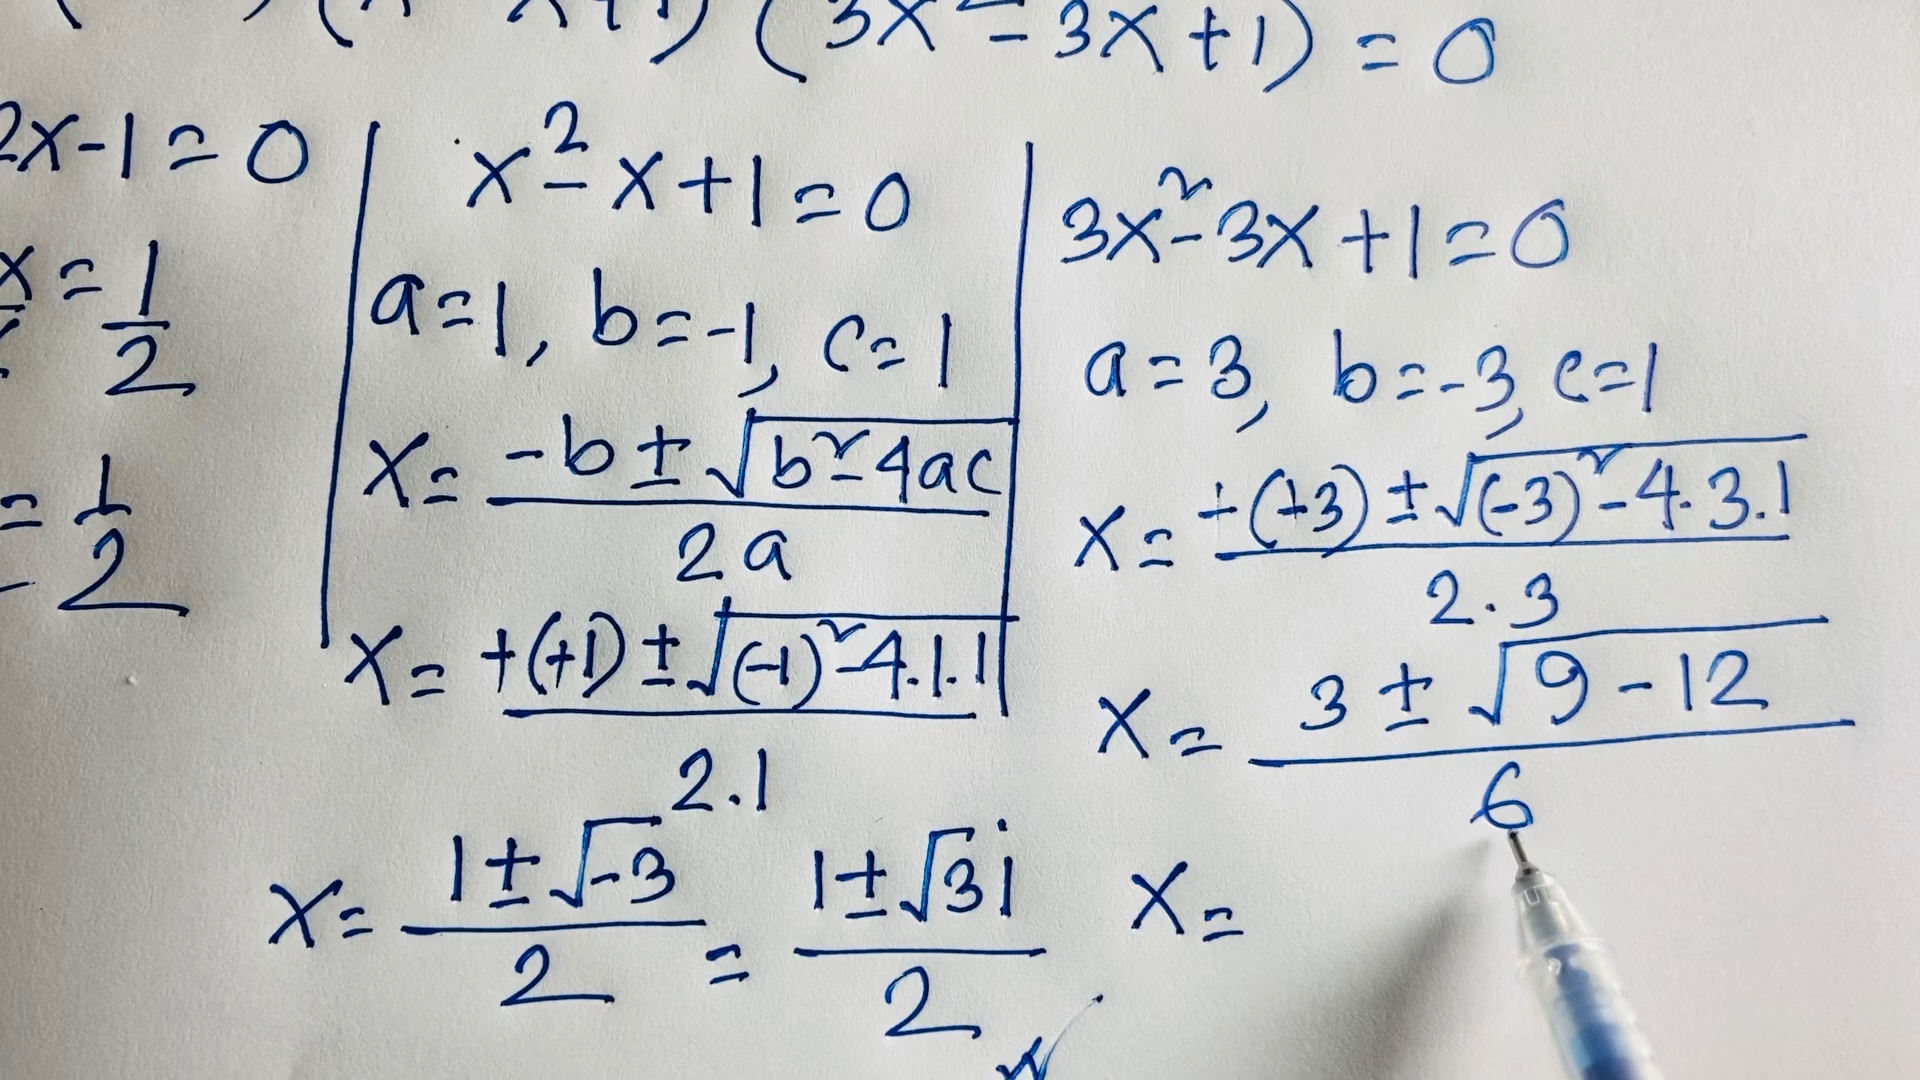 (3x² - 3x + 1) = 0
2x - 1 = 0
x = 1/2
= 1/2
x² - x + 1 = 0
a = 1, b = -1, c = 1
x = (-b ± √(b² - 4ac)) / 2a
x = (+(+1) ± √((-1)² - 4.1.1)) / 2.1
x = (1 ± √-3) / 2 = (1 ± √3 i) / 2
3x² - 3x + 1 = 0
a = 3, b = -3, c = 1
x = (+(+3) ± √((-3)² - 4.3.1)) / 2.3
x = (3 ± √(9 - 12)) / 6
x =